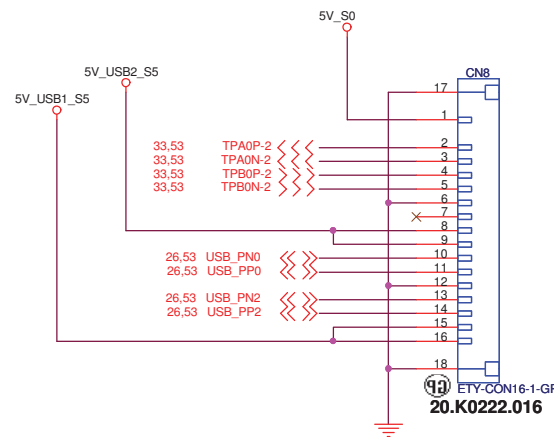 5V_S0
5V_USB2_S5
5V_USB1_S5
CN8
17
1
33,53 TPA0P-2 2
33,53 TPA0N-2 3
33,53 TPB0P-2 4
33,53 TPB0N-2 5
6
7
8
9
26,53 USB_PN0 10
26,53 USB_PP0 11
12
26,53 USB_PN2 13
26,53 USB_PP2 14
15
16
18
ETY-CON16-1-GP
20.K0222.016